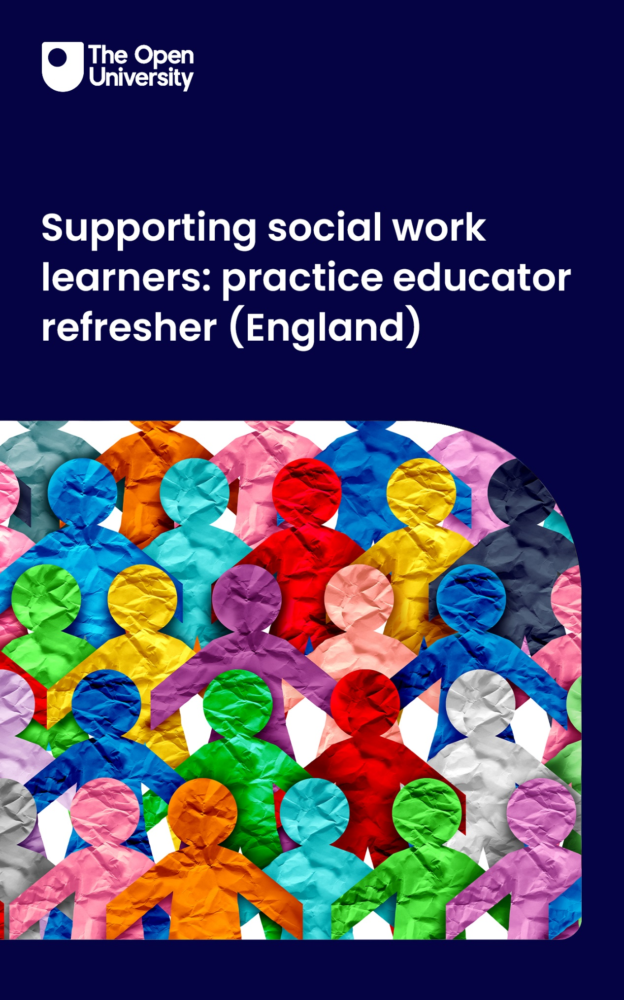 The Open
University
Supporting social work
learners: practice educator
refresher (England)